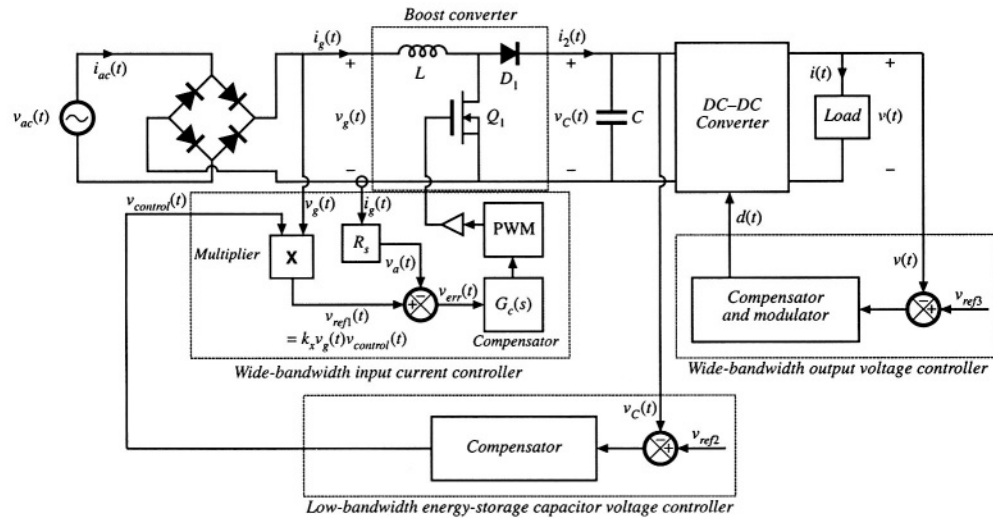 Boost converter
i_g(t)
i_2(t)
i_ac(t)
L
D_1
i(t)
+
+
+
v_ac(t)
v_g(t)
Q_1
v_C(t)
C
DC–DC
Converter
Load
v(t)
–
–
–
v_control(t)
v_g(t)
i_g(t)
d(t)
Multiplier
X
R_s
PWM
v_a(t)
v(t)
+
–
v_err(t)
G_c(s)
Compensator
and modulator
–
+
v_ref3
v_ref1(t)
= k_x v_g(t)v_control(t)
Compensator
Wide-bandwidth input current controller
Wide-bandwidth output voltage controller
v_C(t)
Compensator
–
+
v_ref2
Low-bandwidth energy-storage capacitor voltage controller